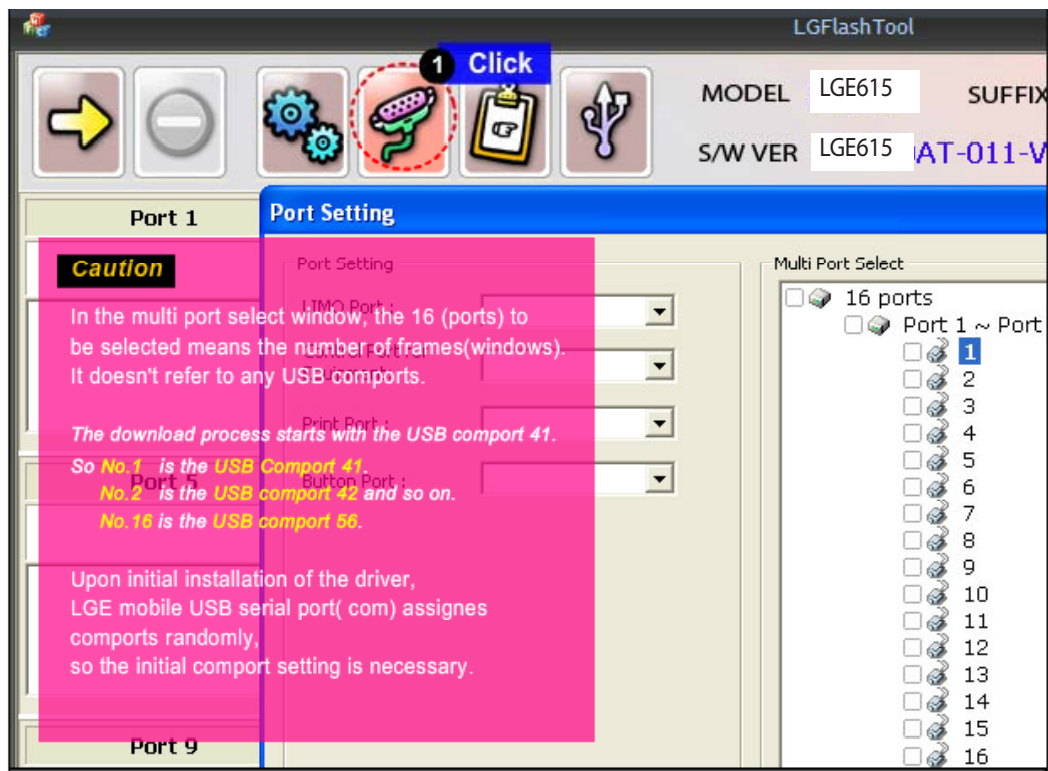 LGFlashTool
1 Click
MODEL LGE615 SUFFIX
S/W VER LGE615 AT-011-V
Port 1
Port Setting
Caution
In the multi port select window, the 16 (ports) to
be selected means the number of frames(windows).
It doesn't refer to any USB comports.
The download process starts with the USB comport 41.
So No.1 is the USB Comport 41.
No.2 is the USB comport 42 and so on.
No.16 is the USB comport 56.
Upon initial installation of the driver,
LGE mobile USB serial port( com) assignes
comports randomly,
so the initial comport setting is necessary.
Port Setting
LIMO Port :
Print Port :
Button Port :
Port 5
Port 9
Multi Port Select
16 ports
Port 1 ~ Port
1
2
3
4
5
6
7
8
9
10
11
12
13
14
15
16